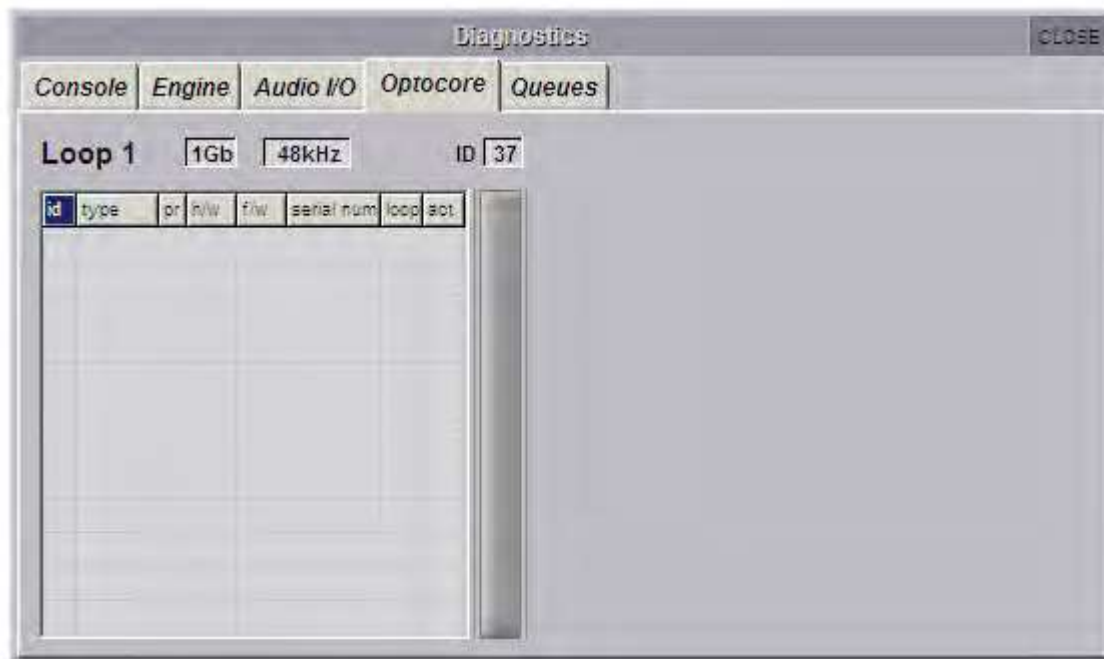 Diagnostics CLOSE
Console Engine Audio I/O Optocore Queues
Loop 1 1Gb 48kHz ID 37
id type pr h/w f/w serial num loop act